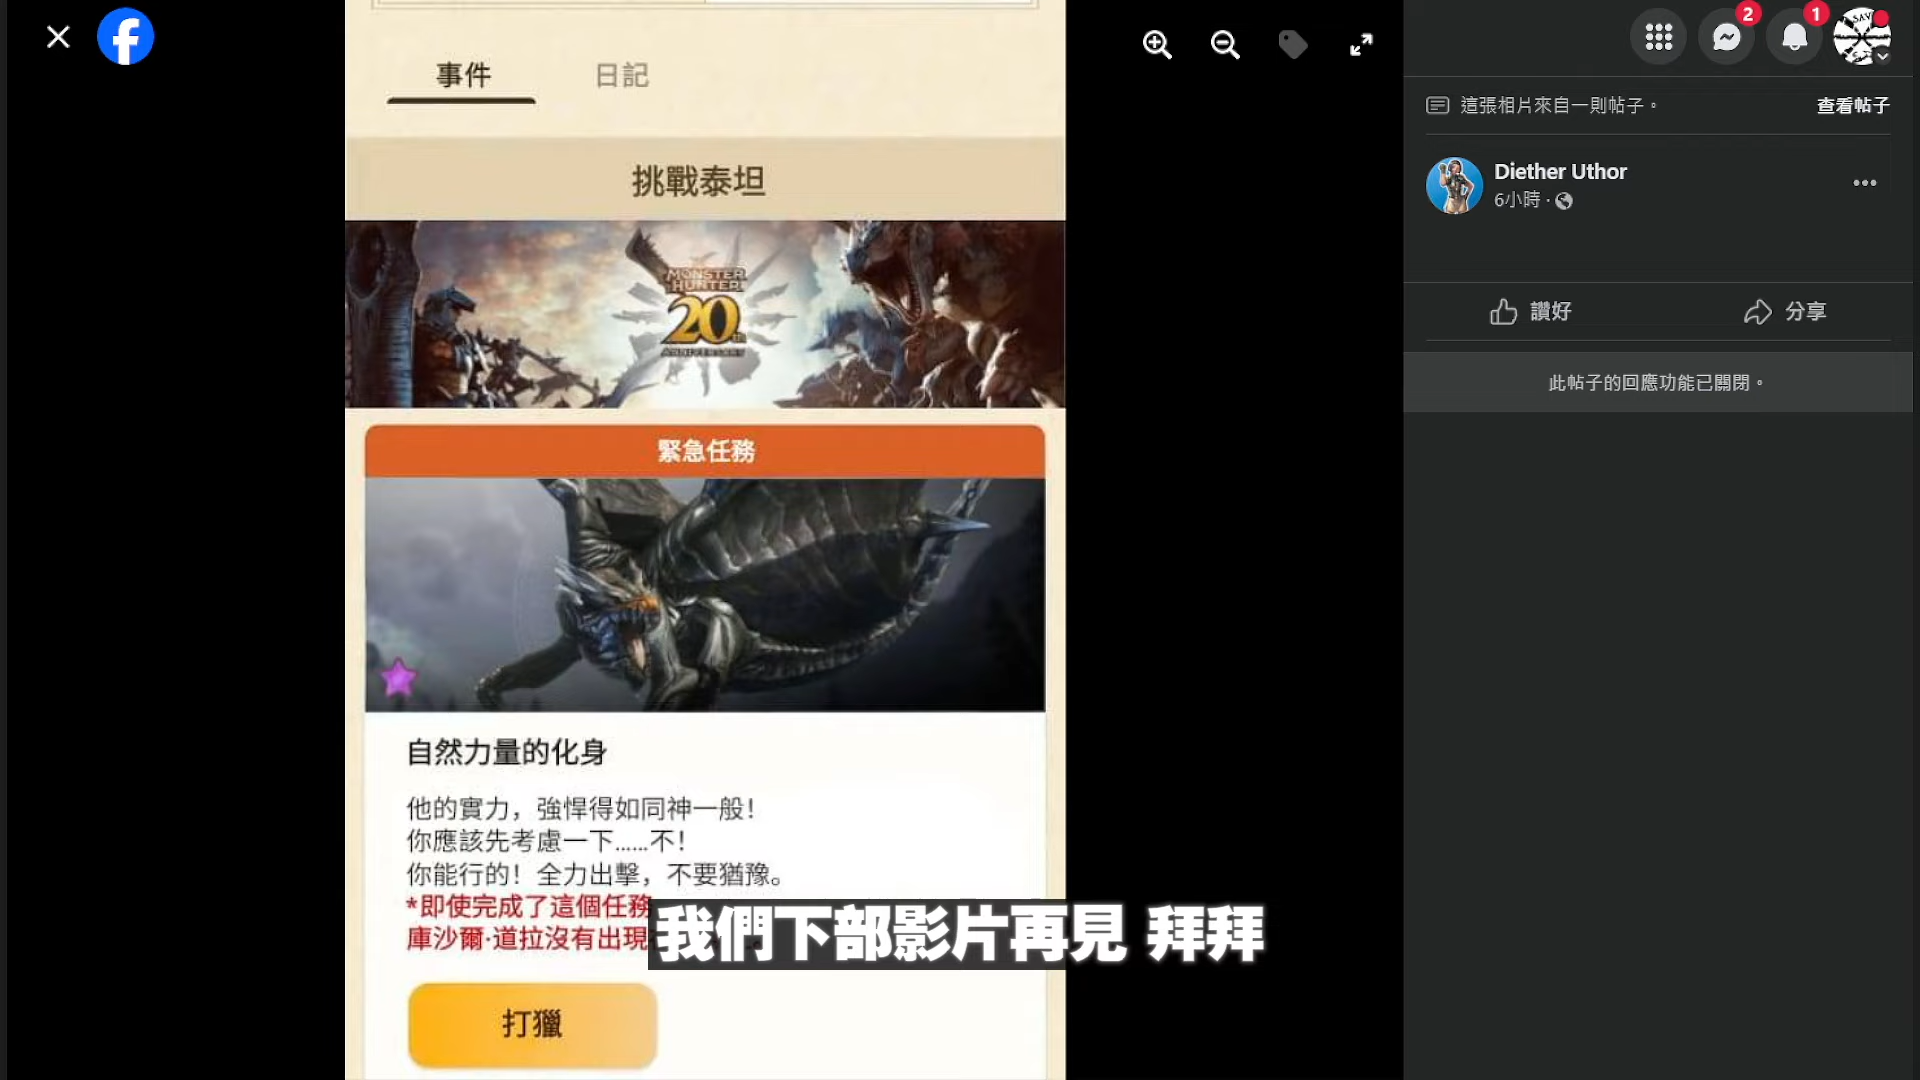 事件
日記
挑戰泰坦
MONSTER
HUNTER
20th
ANNIVERSARY
緊急任務
自然力量的化身
他的實力，強悍得如同神一般！
你應該先考慮一下......不！
你能行的！全力出擊，不要猶豫。
*即使完成了這個任務
庫沙爾·道拉沒有出現
我們下部影片再見 拜拜
打獵
2
1
這張相片來自一則帖子。
查看帖子
Diether Uthor
6小時 ·
讚好
分享
此帖子的回應功能已關閉。